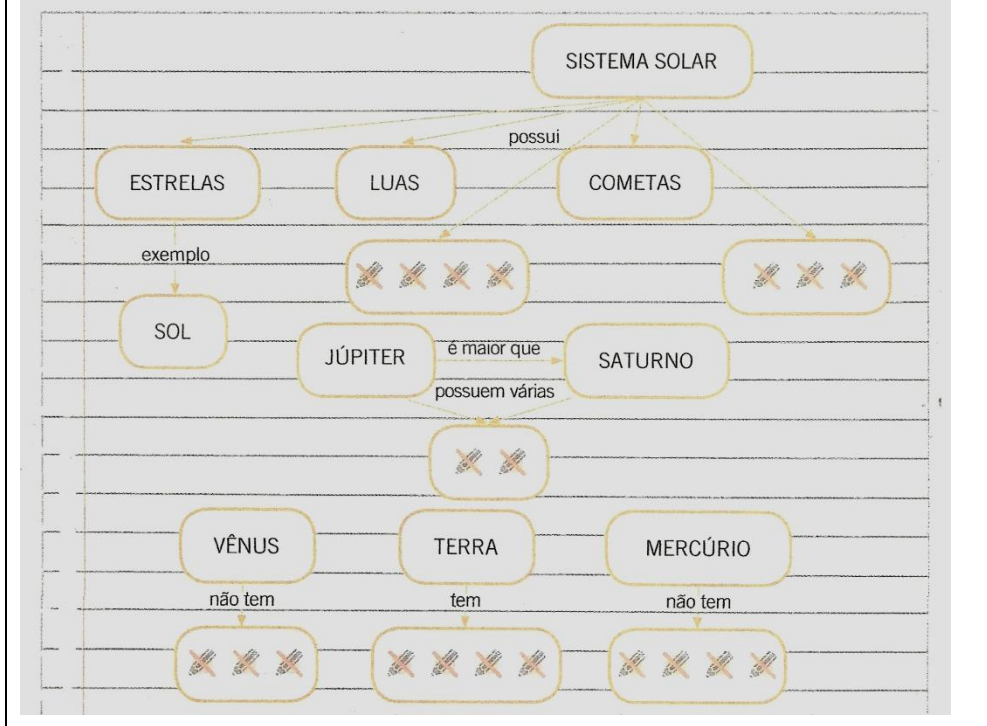 SISTEMA SOLAR
possui
ESTRELAS
LUAS
COMETAS
exemplo
SOL
JÚPITER
é maior que
SATURNO
possuem várias
VÊNUS
TERRA
MERCÚRIO
não tem
tem
não tem